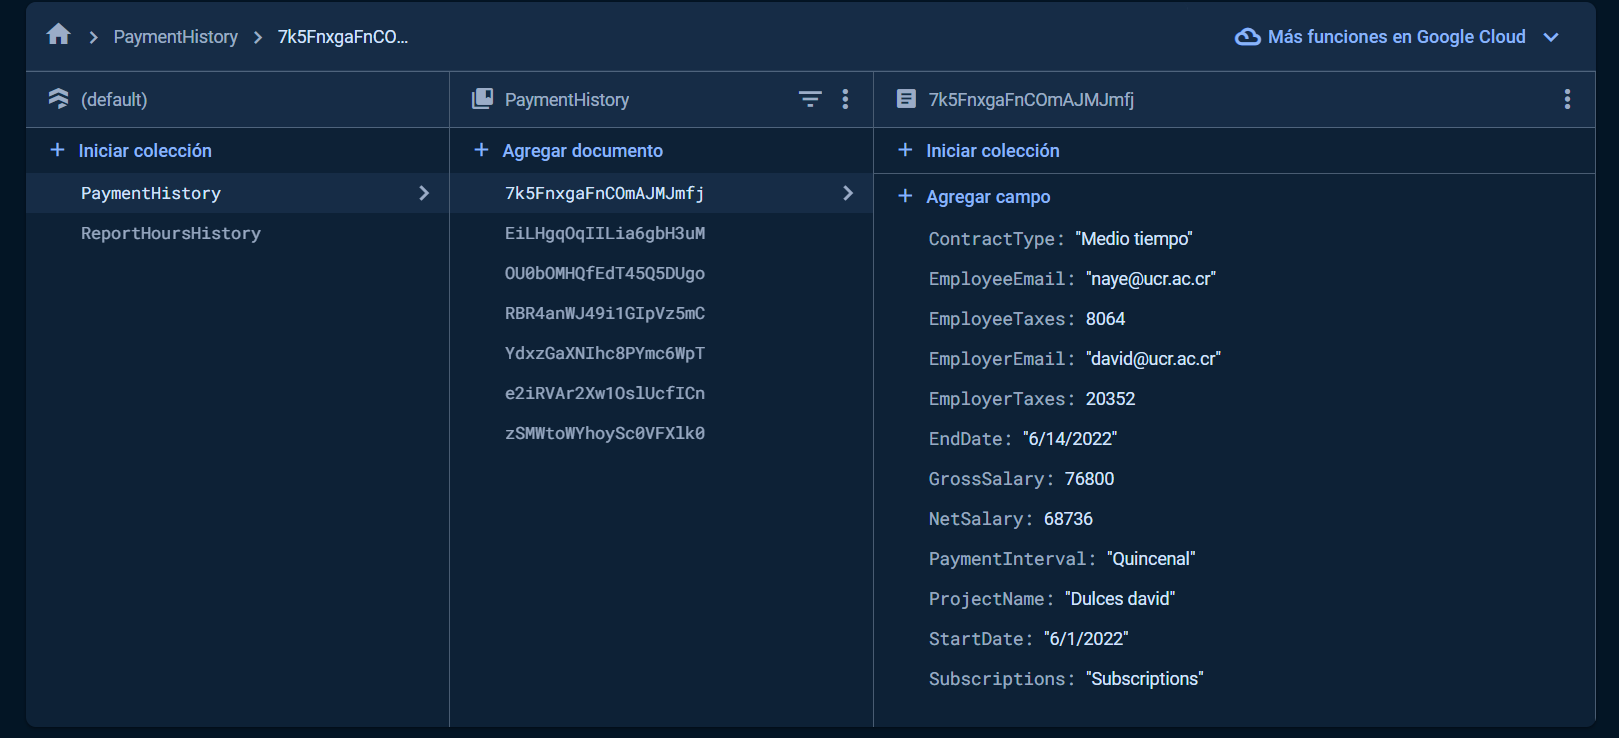 PaymentHistory
7k5FnxgaFnCO...
Más funciones en Google Cloud
(default)
Iniciar colección
PaymentHistory
ReportHoursHistory
PaymentHistory
Agregar documento
7k5FnxgaFnCOmAJMJmfj
EiLHgqOqIILia6gbH3uM
OU0bOMHQfEdT45Q5DUgo
RBR4anWJ49i1GIpVz5mC
YdxzGaXNIhc8PYmc6WpT
e2iRVAr2Xw1OslUcfICn
zSMWtoWYhoySc0VFXlk0
7k5FnxgaFnCOmAJMJmfj
Iniciar colección
Agregar campo
ContractType: "Medio tiempo"
EmployeeEmail: "naye@ucr.ac.cr"
EmployeeTaxes: 8064
EmployerEmail: "david@ucr.ac.cr"
EmployerTaxes: 20352
EndDate: "6/14/2022"
GrossSalary: 76800
NetSalary: 68736
PaymentInterval: "Quincenal"
ProjectName: "Dulces david"
StartDate: "6/1/2022"
Subscriptions: "Subscriptions"